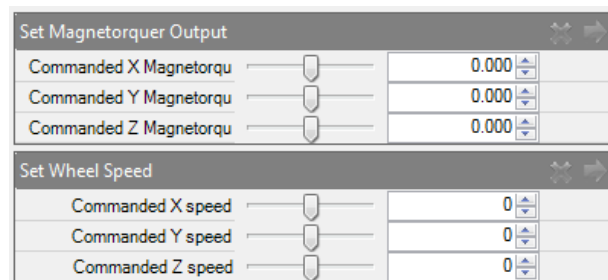 Set Magnetorquer Output
Commanded X Magnetorqu 0.000
Commanded Y Magnetorqu 0.000
Commanded Z Magnetorqu 0.000
Set Wheel Speed
Commanded X speed 0
Commanded Y speed 0
Commanded Z speed 0